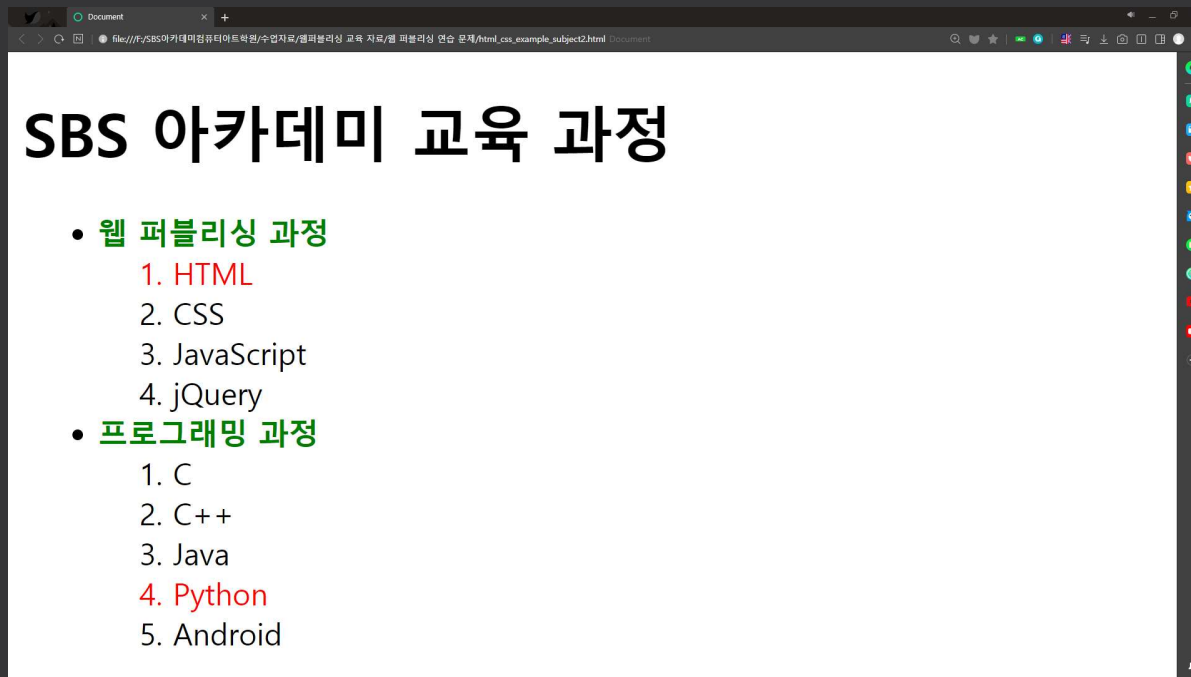 Document
file:///F:/SBS아카데미컴퓨터아트학원/수업자료/웹퍼블리싱 교육 자료/웹 퍼블리싱 연습 문제/html_css_example_subject2.html Document
SBS 아카데미 교육 과정
• 웹 퍼블리싱 과정
1. HTML
2. CSS
3. JavaScript
4. jQuery
• 프로그래밍 과정
1. C
2. C++
3. Java
4. Python
5. Android